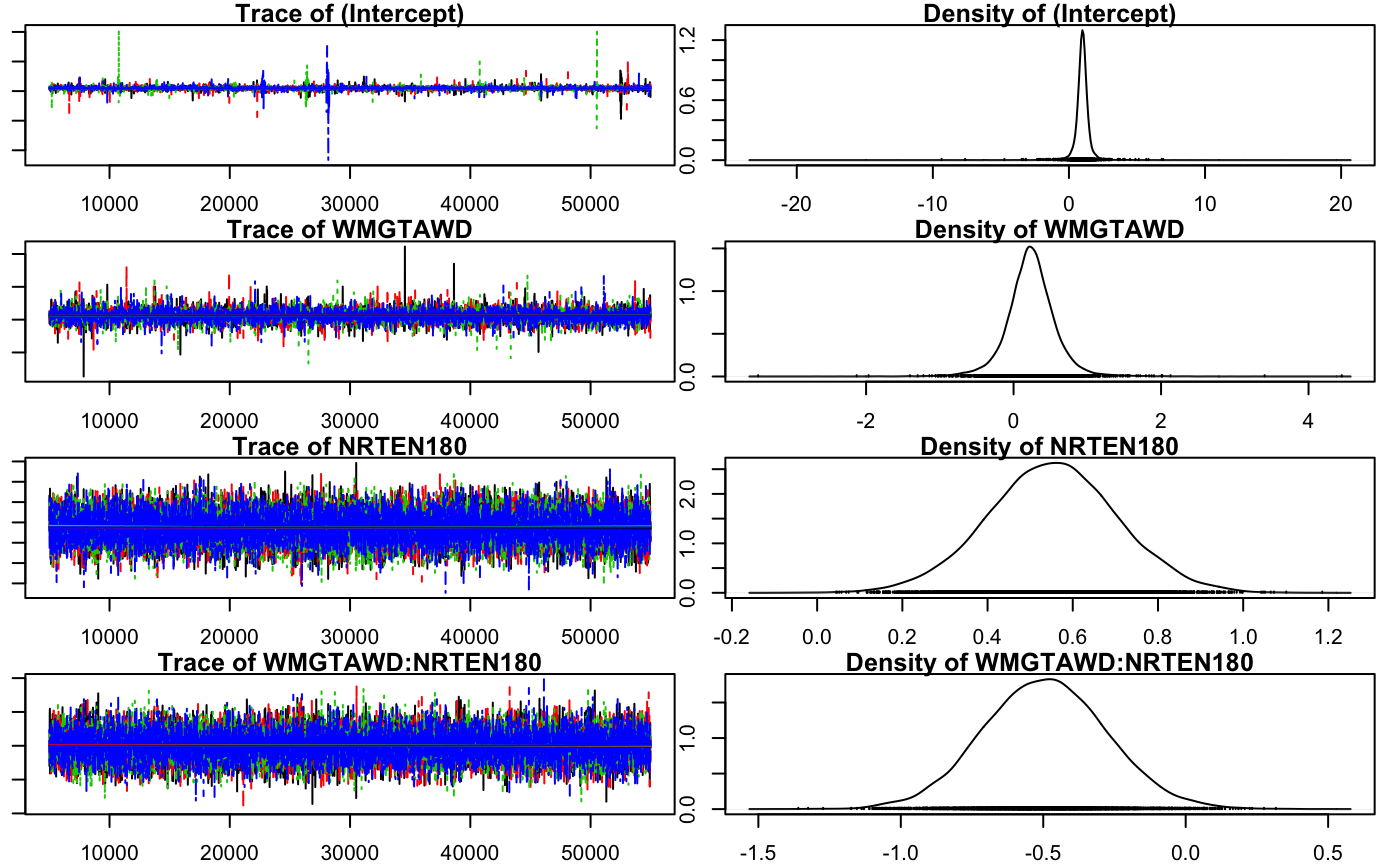 Trace of (Intercept)
10000 20000 30000 40000 50000
Density of (Intercept)
0.0 0.6 1.2
-20 -10 0 10 20
Trace of WMGTAWD
10000 20000 30000 40000 50000
Density of WMGTAWD
0.0 1.0
-2 0 2 4
Trace of NRTEN180
10000 20000 30000 40000 50000
Density of NRTEN180
0.0 1.0 2.0
-0.2 0.0 0.2 0.4 0.6 0.8 1.0 1.2
Trace of WMGTAWD:NRTEN180
10000 20000 30000 40000 50000
Density of WMGTAWD:NRTEN180
0.0 1.0
-1.5 -1.0 -0.5 0.0 0.5